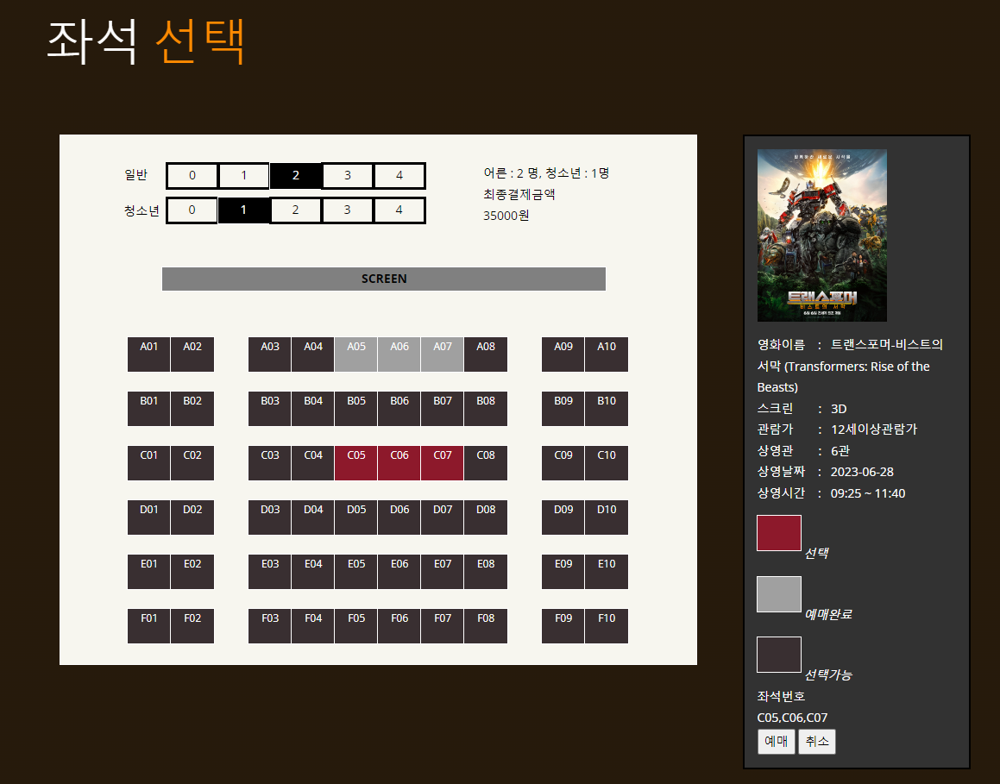 좌석 선택
일반 0 1 2 3 4
청소년 0 1 2 3 4
어른 : 2 명, 청소년 : 1명
최종결제금액
35000원
SCREEN
A01 A02 A03 A04 A05 A06 A07 A08 A09 A10
B01 B02 B03 B04 B05 B06 B07 B08 B09 B10
C01 C02 C03 C04 C05 C06 C07 C08 C09 C10
D01 D02 D03 D04 D05 D06 D07 D08 D09 D10
E01 E02 E03 E04 E05 E06 E07 E08 E09 E10
F01 F02 F03 F04 F05 F06 F07 F08 F09 F10
트랜스포머
비스트의 서막
영화이름 : 트랜스포머-비스트의
서막 (Transformers: Rise of the
Beasts)
스크린 : 3D
관람가 : 12세이상관람가
상영관 : 6관
상영날짜 : 2023-06-28
상영시간 : 09:25 ~ 11:40
선택
예매완료
선택가능
좌석번호
C05,C06,C07
예매 취소